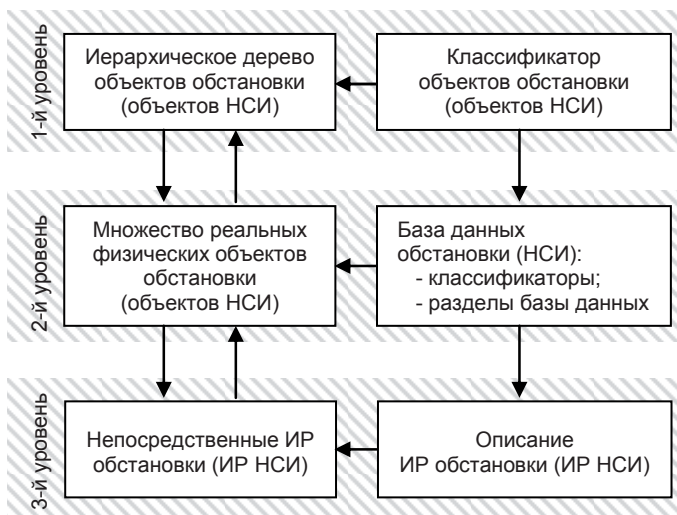 1-й уровень
Иерархическое дерево
объектов обстановки
(объектов НСИ)
Классификатор
объектов обстановки
(объектов НСИ)
2-й уровень
Множество реальных
физических объектов
обстановки
(объектов НСИ)
База данных
обстановки (НСИ):
- классификаторы;
- разделы базы данных
3-й уровень
Непосредственные ИР
обстановки (ИР НСИ)
Описание
ИР обстановки (ИР НСИ)